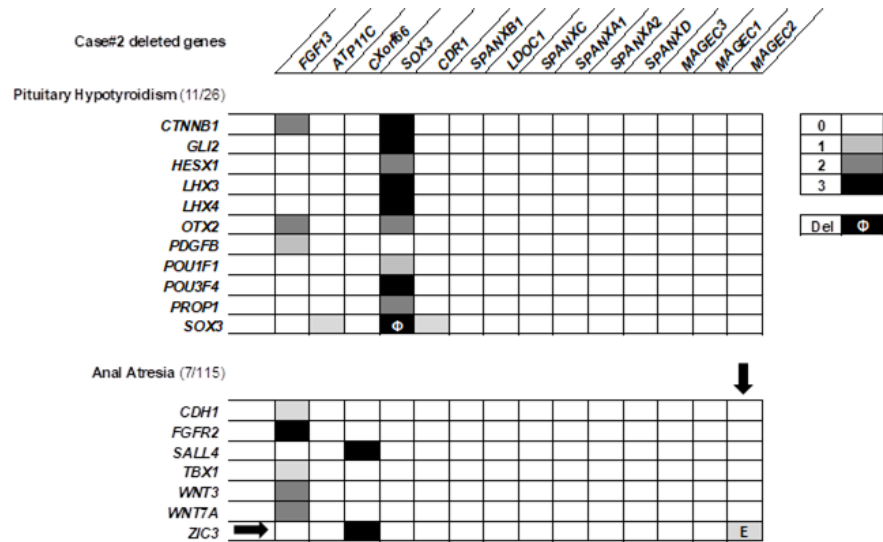 Case#2 deleted genes
FGF13 ATP11C CXorf66 SOX3 CDR1 SPANXB1 LDOC1 SPANXC SPANXA1 SPANXA2 SPANXD MAGEC3 MAGEC1 MAGEC2
Pituitary Hypotyroidism (11/26)
CTNNB1 0
GLI2 1
HESX1 2
LHX3 3
LHX4
OTX2 Del Φ
PDGFB
POU1F1
POU3F4
PROP1
SOX3 Φ
Anal Atresia (7/115)
CDH1
FGFR2
SALL4
TBX1
WNT3
WNT7A
ZIC3 E